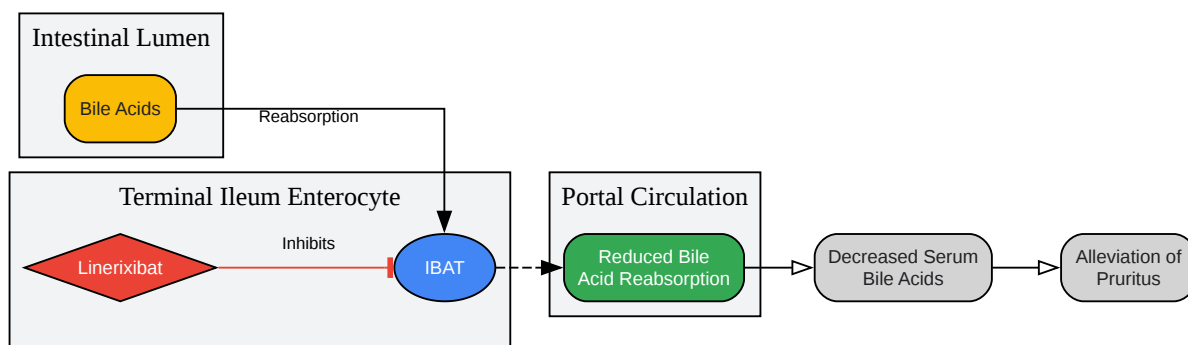 Intestinal Lumen
Bile Acids
Reabsorption
Terminal Ileum Enterocyte
Linerixibat
Inhibits
IBAT
Portal Circulation
Reduced Bile
Acid Reabsorption
Decreased Serum
Bile Acids
Alleviation of
Pruritus